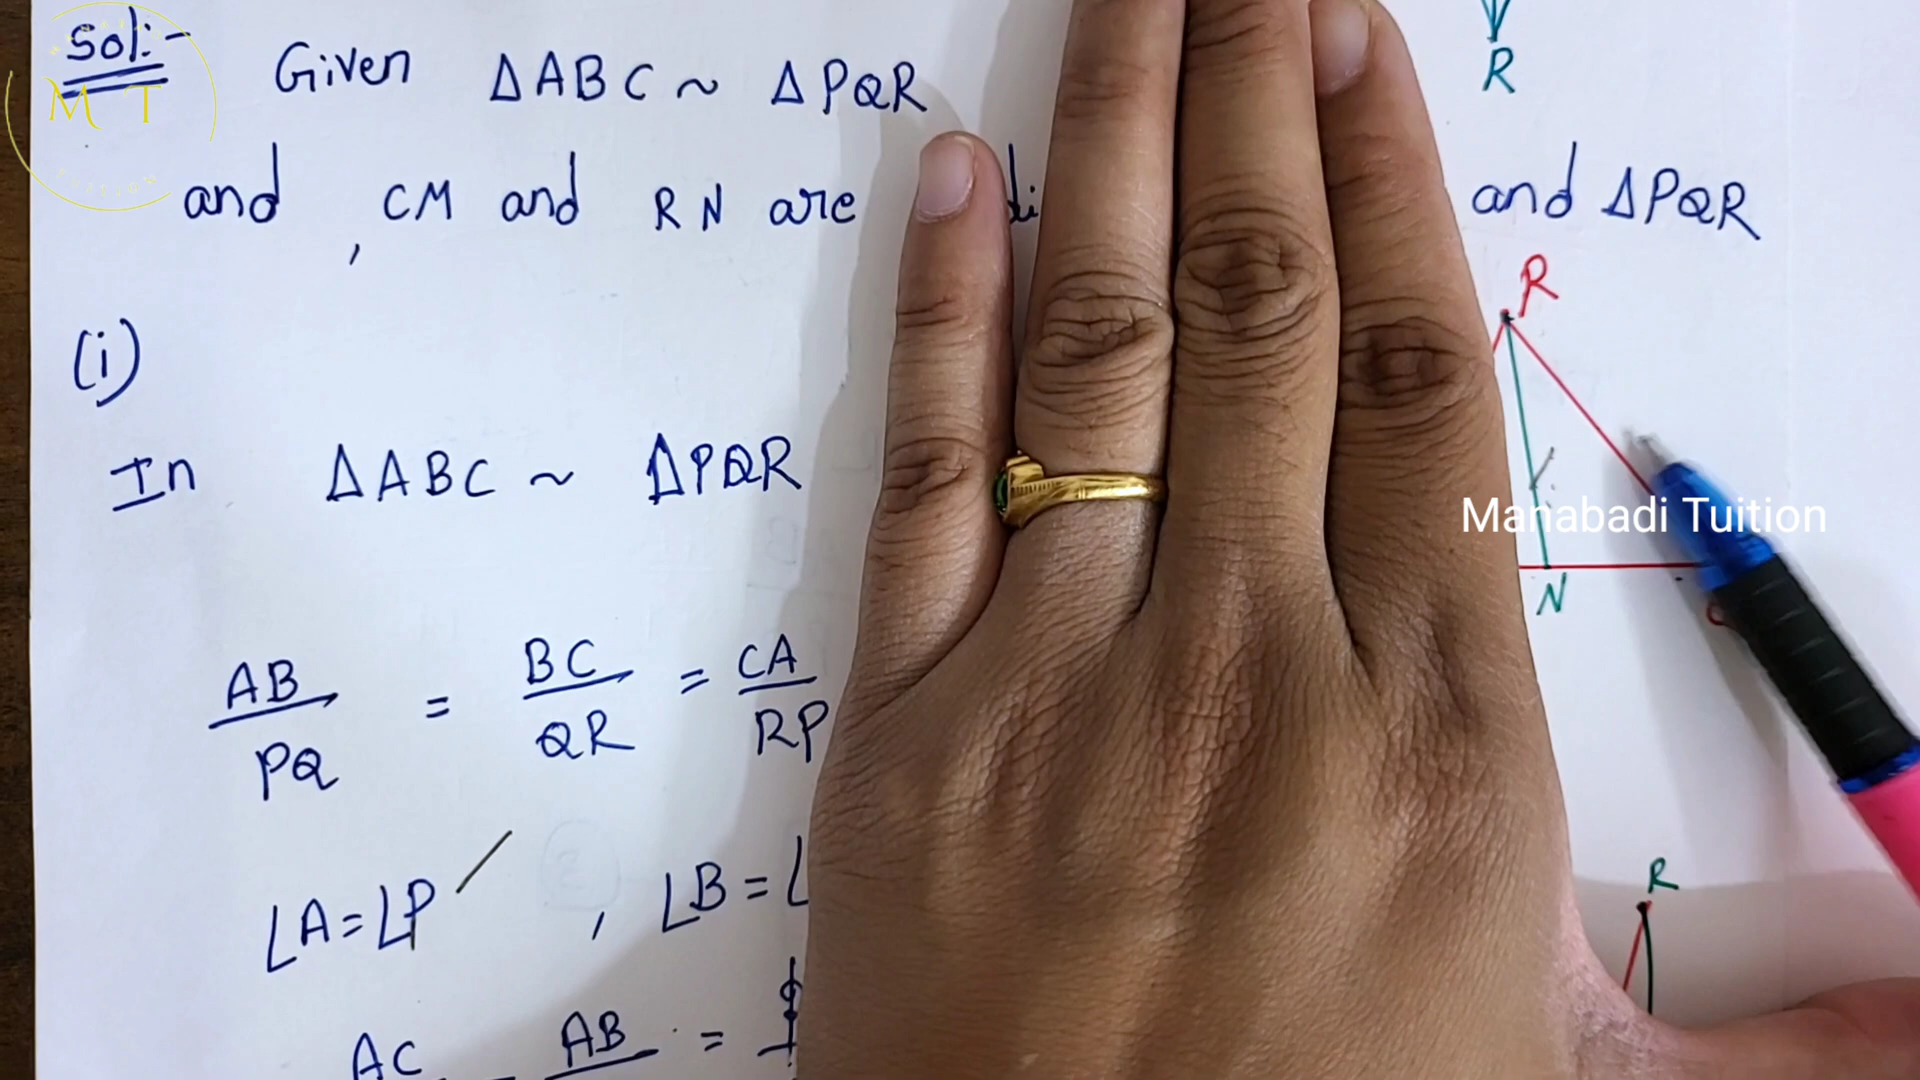 Sol:-
M T
TUITION
Given ΔABC ~ ΔPQR
R
and , CM and RN are and ΔPQR
R
(i)
In ΔABC ~ ΔPQR
Manabadi Tuition
N
AB/PQ = BC/QR = CA/RP
∠A=∠P , ∠B=∠
R
AC = AB =